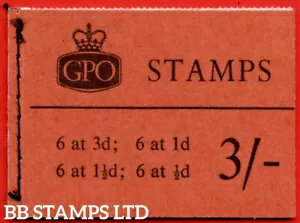 GPO STAMPS
6 at 3d; 6 at 1d
6 at 1½d; 6 at ½d
3/-
BB STAMPS LTD